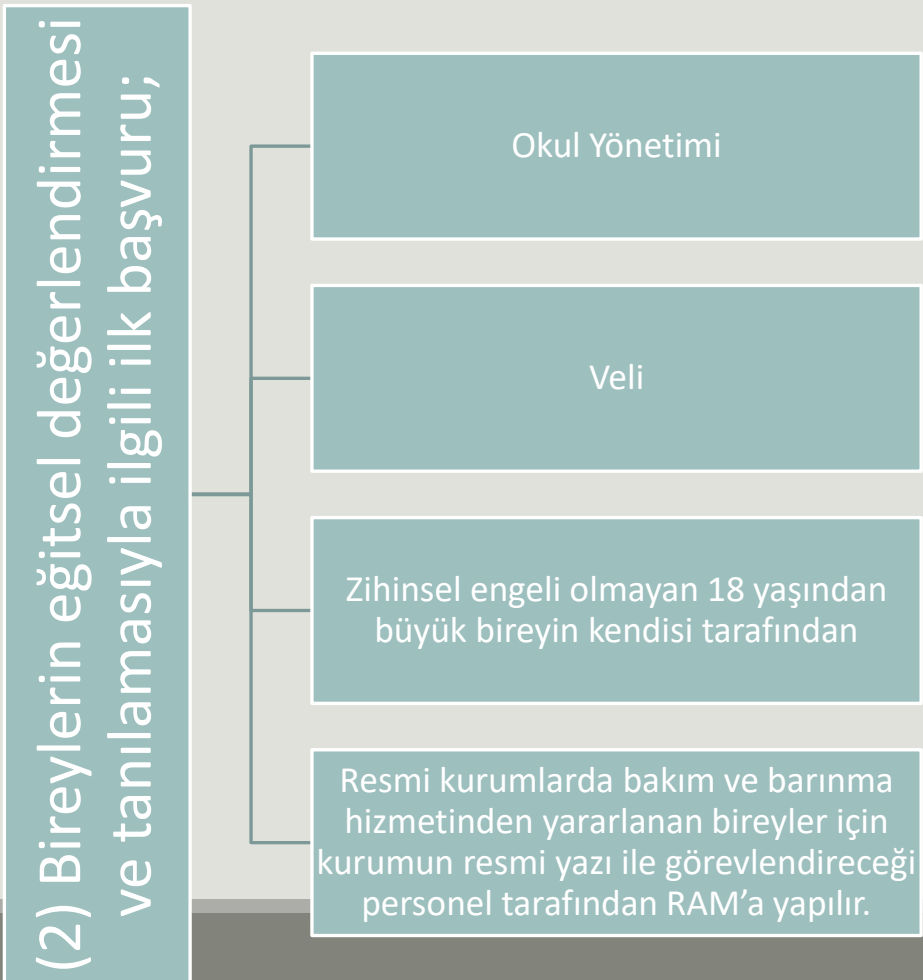 (2) Bireylerin eğitsel değerlendirmesi
ve tanılamasıyla ilgili ilk başvuru;
Okul Yönetimi
Veli
Zihinsel engeli olmayan 18 yaşından
büyük bireyin kendisi tarafından
Resmi kurumlarda bakım ve barınma
hizmetinden yararlanan bireyler için
kurumun resmi yazı ile görevlendireceği
personel tarafından RAM’a yapılır.